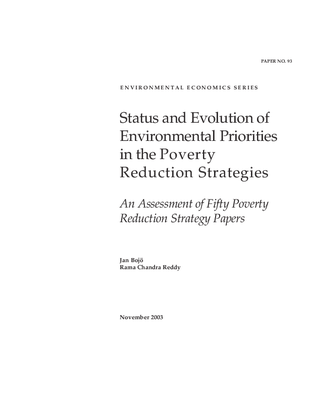 PAPER NO. 93
ENVIRONMENTAL ECONOMICS SERIES
Status and Evolution of
Environmental Priorities
in the Poverty
Reduction Strategies
An Assessment of Fifty Poverty
Reduction Strategy Papers
Jan Bojö
Rama Chandra Reddy
November 2003